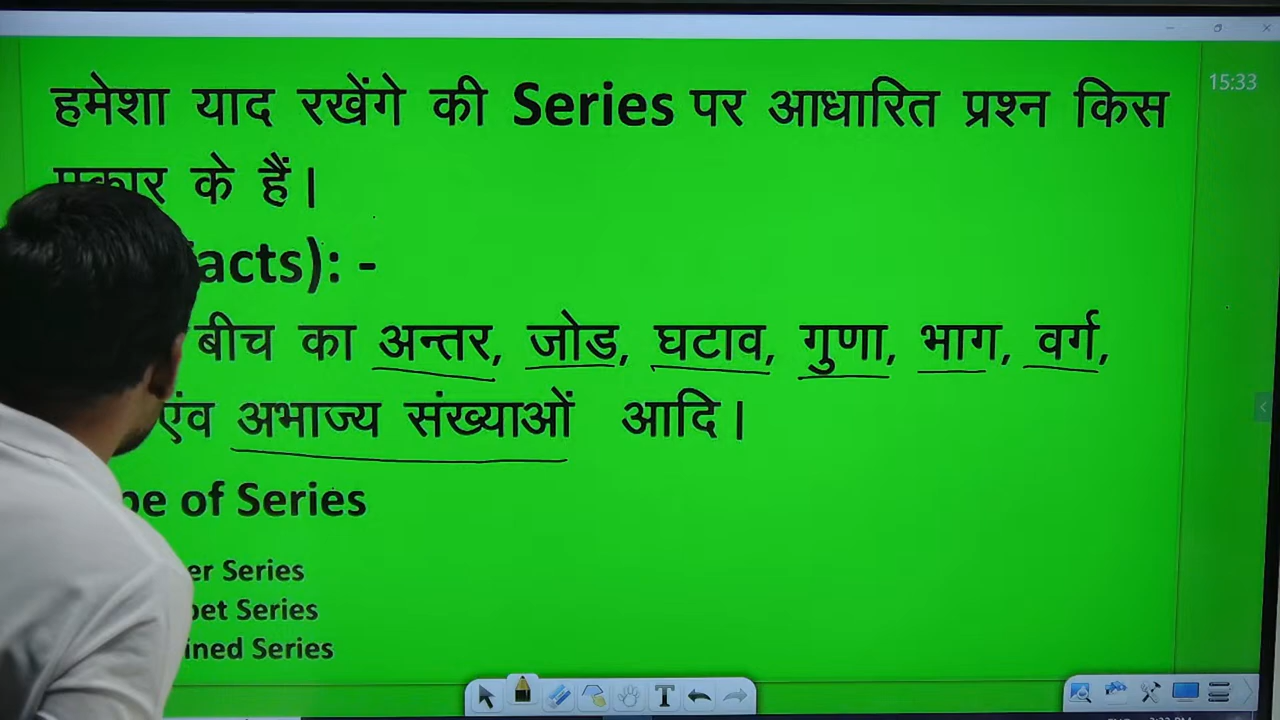 हमेशा याद रखेंगे की Series पर आधारित प्रश्न किस
15:33
के हैं।
बीच का अन्तर, जोड, घटाव, गुणा, भाग, वर्ग,
एंव अभाज्य संख्याओं आदि।
of Series
Series
Series
Series